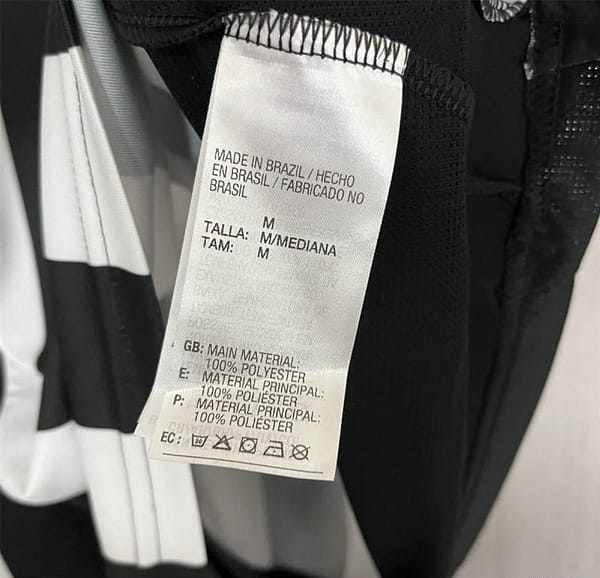 MADE IN BRAZIL / HECHO
EN BRASIL / FABRICADO NO
BRASIL
M
TALLA: M/MEDIANA
TAM: M
GB: MAIN MATERIAL:
100% POLYESTER
E: MATERIAL PRINCIPAL:
100% POLIÉSTER
P: MATERIAL PRINCIPAL:
100% POLIÉSTER
EC: